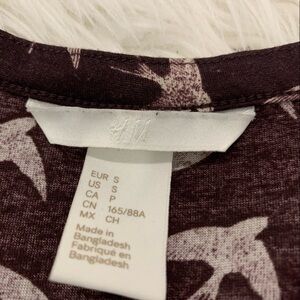 H&M
EUR S
US S
CA P
CN 165/88A
MX CH
Made in
Bangladesh
Fabriqué en
Bangladesh